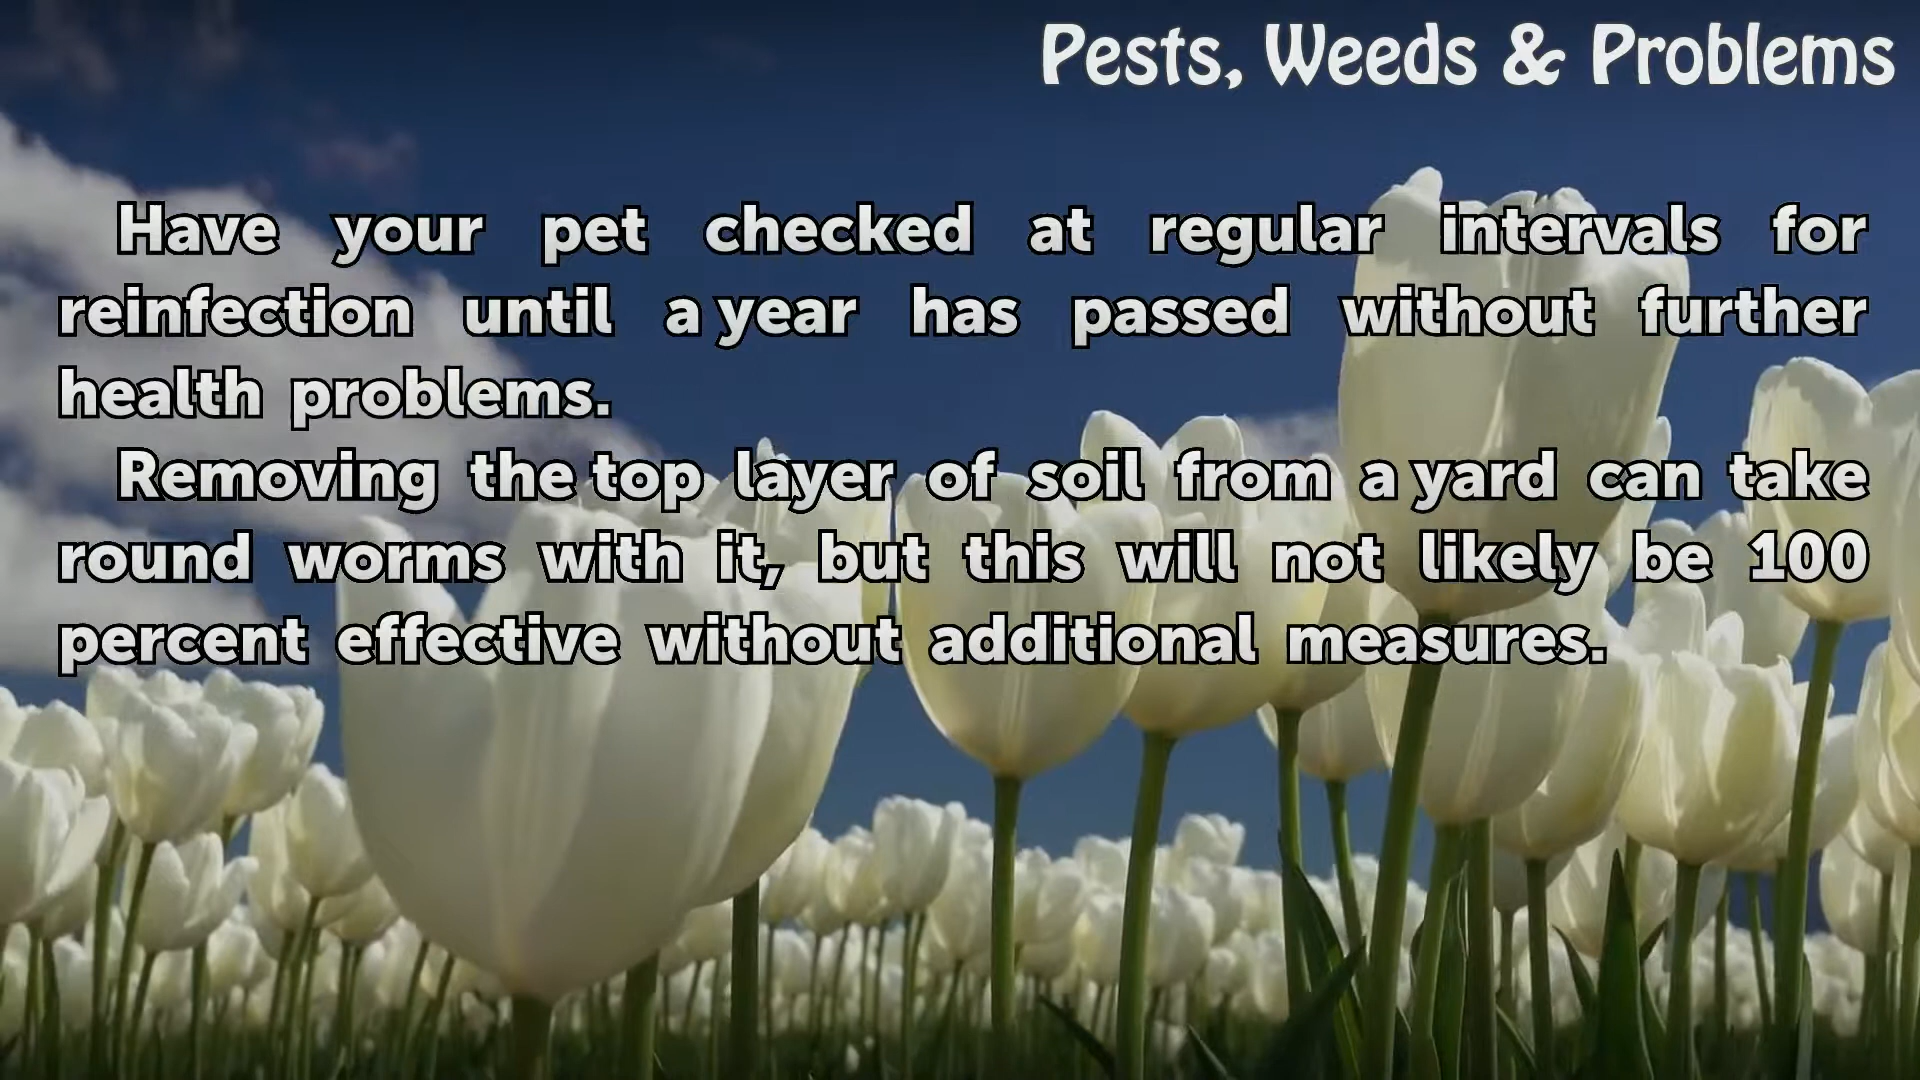 Pests, Weeds & Problems
Have your pet checked at regular intervals for
reinfection until a year has passed without further
health problems.
Removing the top layer of soil from a yard can take
round worms with it, but this will not likely be 100
percent effective without additional measures.